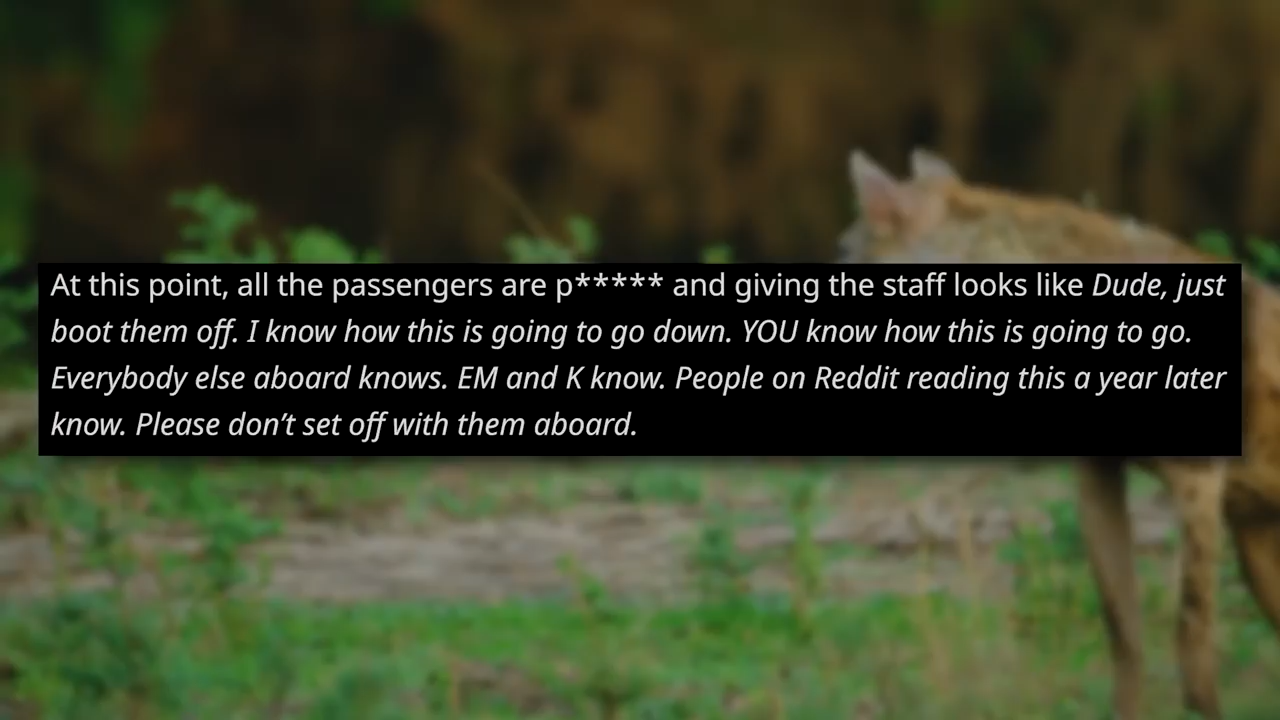 At this point, all the passengers are p***** and giving the staff looks like Dude, just
boot them off. I know how this is going to go down. YOU know how this is going to go.
Everybody else aboard knows. EM and K know. People on Reddit reading this a year later
know. Please don’t set off with them aboard.